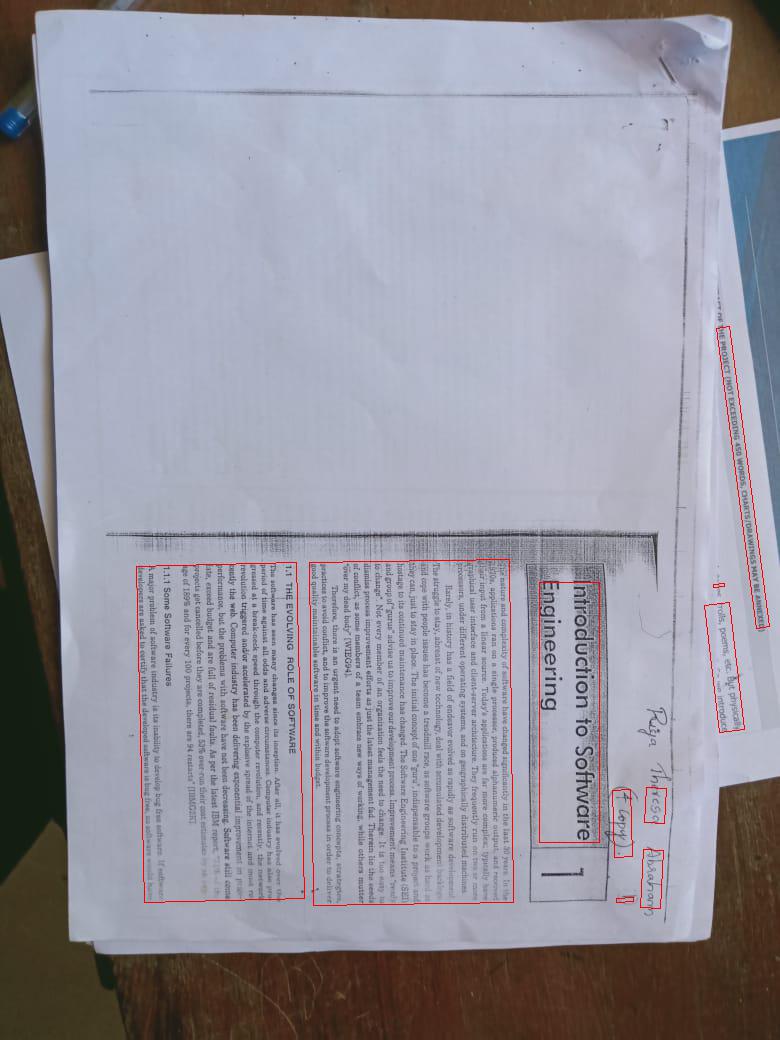 Theresa Abraham
(1 copy).
1
Introduction to Software
Engineering
The nature and complexity of software have changed significantly in the last 30 years. In the
applications ran on a single processor, produced alphanumeric output, and received
their input from a linear source. Today's applications are far more complex; typically have
graphical user interface and client-server architecture. They frequently run on two or more
processors, under different operating systems, and on geographically distributed machines.
Rarely, in history has a field of endeavor evolved as rapidly as software development.
The struggle to stay, abreast of new technology, deal with accumulated development backlogs
and cope with people issues has become a treadmill race, as software groups work as hard as
they can, just to stay in place. The initial concept of one "guru", indispensable to a project and
hostage to its continued maintenance has changed. The Software Engineering Institute (SEI)
and group of "gurus" advise us to improve our development process. Improvement means "ready
to change". Not every member of an organization feels the need to change. It is too easy to
dismiss process improvement efforts as just the latest management fad. Therein lie the seeds
of conflict, as some members of a team embrace new ways of working, while others mutter
"over my dead body" [WIEG94].
Therefore, there is an urgent need to adopt software engineering concepts, strategies,
practices to avoid conflict, and to improve the software development process in order to deliver
good quality maintainable software in time and within budget.
1.1 THE EVOLVING ROLE OF SOFTWARE
The software has seen many changes since its inception. After all, it has evolved over the
period of time against all odds and adverse circumstances. Computer industry has also pro-
gressed at a break-neck speed through the computer revolution, and recently, the network
revolution triggered and/or accelerated by the explosive spread of the internet and most re-
cently the web. Computer industry has been delivering exponential improvement in price-
performance, but the problems with software have not been decreasing. Software still come
late, exceed budget and are full of residual faults. As per the latest IBM report, "31% of the
projects get cancelled before they are completed, 53% over-run their cost estimates by an
age of 189% and for every 100 projects, there are 94 restarts" [IBMG2K].
1.1.1 Some Software Failures
A major problem of software industry is its inability to develop bug free software. If software
developers are asked to certify that the developed software is bug free, no software would have
OF THE PROJECT (NOT EXCEEDING 450 WORDS, CHARTS /DRAWINGS MAY BE ANNEXED)
trolls, poems, etc. But physically
we introduce